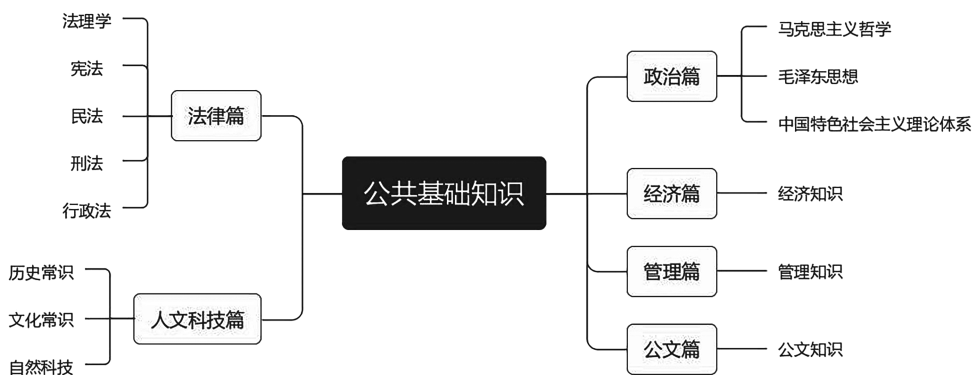 公共基础知识
法律篇
法理学
宪法
民法
刑法
行政法
人文科技篇
历史常识
文化常识
自然科技
政治篇
马克思主义哲学
毛泽东思想
中国特色社会主义理论体系
经济篇
经济知识
管理篇
管理知识
公文篇
公文知识